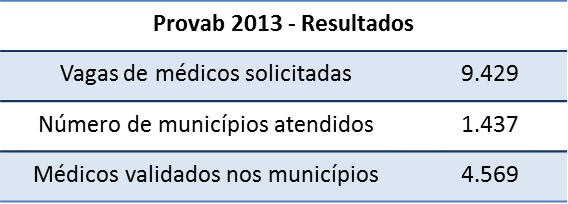 Provab 2013 - Resultados
Vagas de médicos solicitadas 9.429
Número de municípios atendidos 1.437
Médicos validados nos municípios 4.569